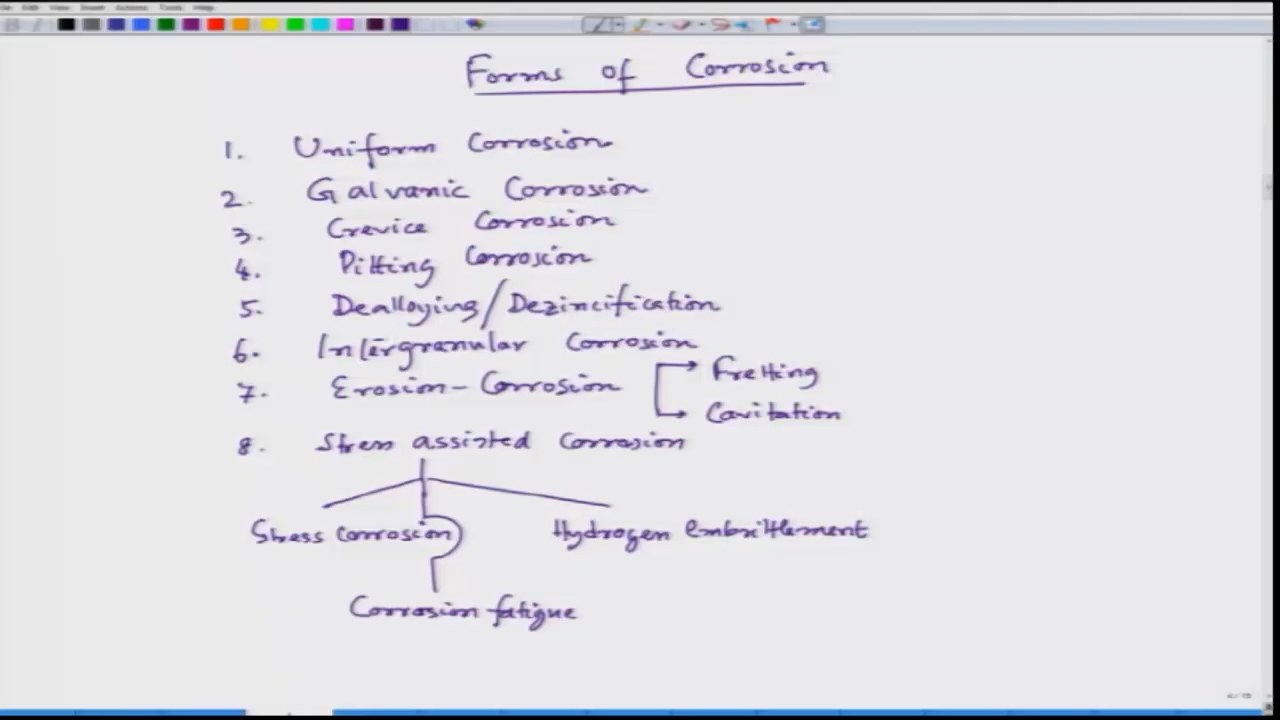 Forms of Corrosion
1. Uniform Corrosion
2. Galvanic Corrosion
3. Crevice Corrosion
4. Pitting Corrosion
5. Dealloying/Dezincification
6. Intergranular Corrosion
7. Erosion-Corrosion
Fretting
Cavitation
8. Stress assisted Corrosion
Stress corrosion
Hydrogen embrittlement
Corrosion fatigue